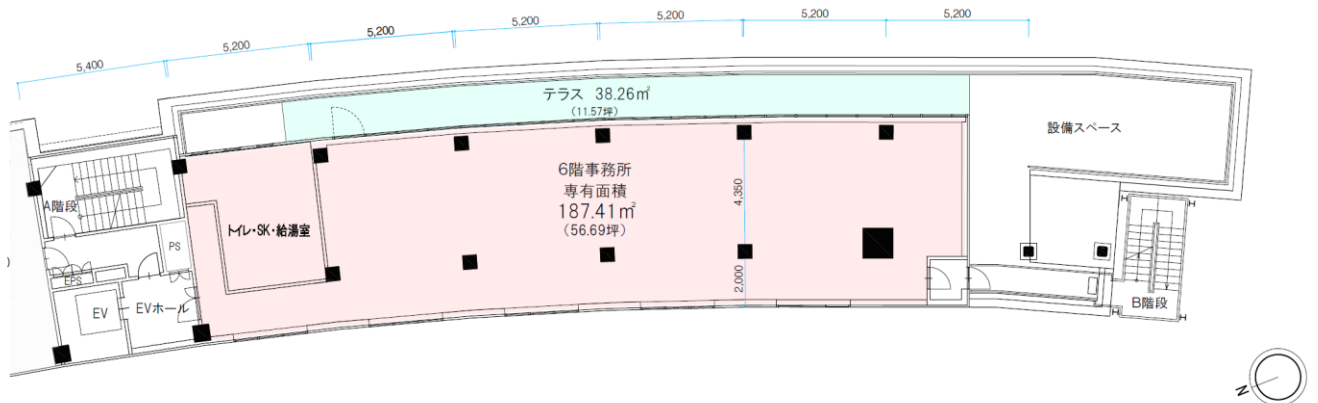 5,400
5,200
5,200
5,200
5,200
5,200
5,200
テラス 38.26㎡
(11.57坪)
設備スペース
6階事務所
専有面積
187.41㎡
(56.69坪)
4,350
2,000
A階段
トイレ・SK・給湯室
PS
EPS
EV
EVホール
B階段
N